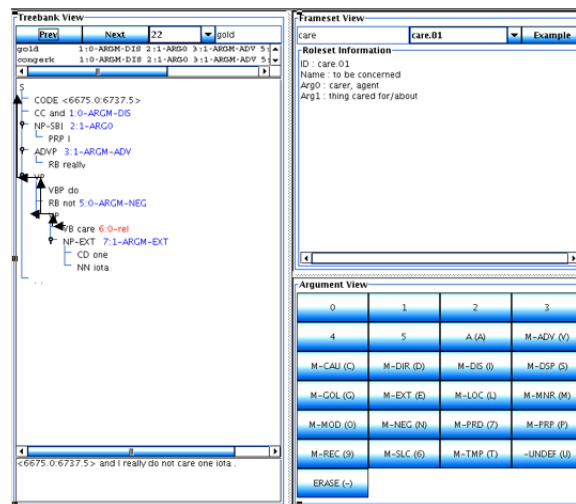 Treebank View
Prev Next 22 gold
gold 1:0-ARGM-DIS 2:1-ARG0 3:1-ARGM-ADV 5:
congerk 1:0-ARGM-DIS 2:1-ARG0 3:1-ARGM-ADV 5:
S
CODE <6675.0:6737.5>
CC and 1:0-ARGM-DIS
NP-SBJ 2:1-ARG0
PRP I
ADVP 3:1-ARGM-ADV
RB really
VP
VBP do
RB not 5:0-ARGM-NEG
VP
VB care 6:0-rel
NP-EXT 7:1-ARGM-EXT
CD one
NN iota
. .
<6675.0:6737.5> and I really do not care one iota .
Frameset View
care care.01 Example
Roleset Information
ID : care.01
Name : to be concerned
Arg0 : carer, agent
Arg1 : thing cared for/about
Argument View
0 1 2 3
4 5 A (A) M-ADV (V)
M-CAU (C) M-DIR (D) M-DIS (I) M-DSP (S)
M-GOL (G) M-EXT (E) M-LOC (L) M-MNR (M)
M-MOD (O) M-NEG (N) M-PRD (7) M-PRP (P)
M-REC (9) M-SLC (6) M-TMP (T) -UNDEF (U)
ERASE (-)